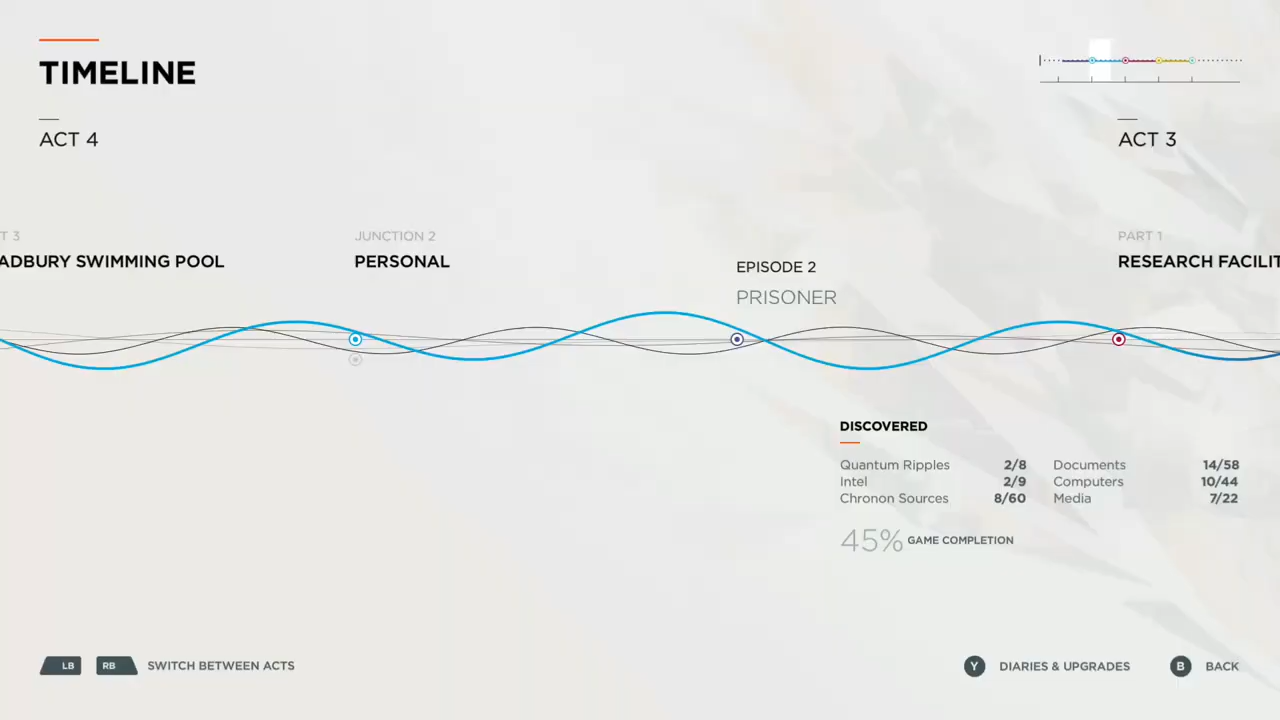 TIMELINE
ACT 4
ACT 3
T 3
JUNCTION 2
PART 1
ADBURY SWIMMING POOL
PERSONAL
EPISODE 2
PRISONER
RESEARCH FACILIT
DISCOVERED
Quantum Ripples 2/8 Documents 14/58
Intel 2/9 Computers 10/44
Chronon Sources 8/60 Media 7/22
45% GAME COMPLETION
LB RB SWITCH BETWEEN ACTS
Y DIARIES & UPGRADES B BACK